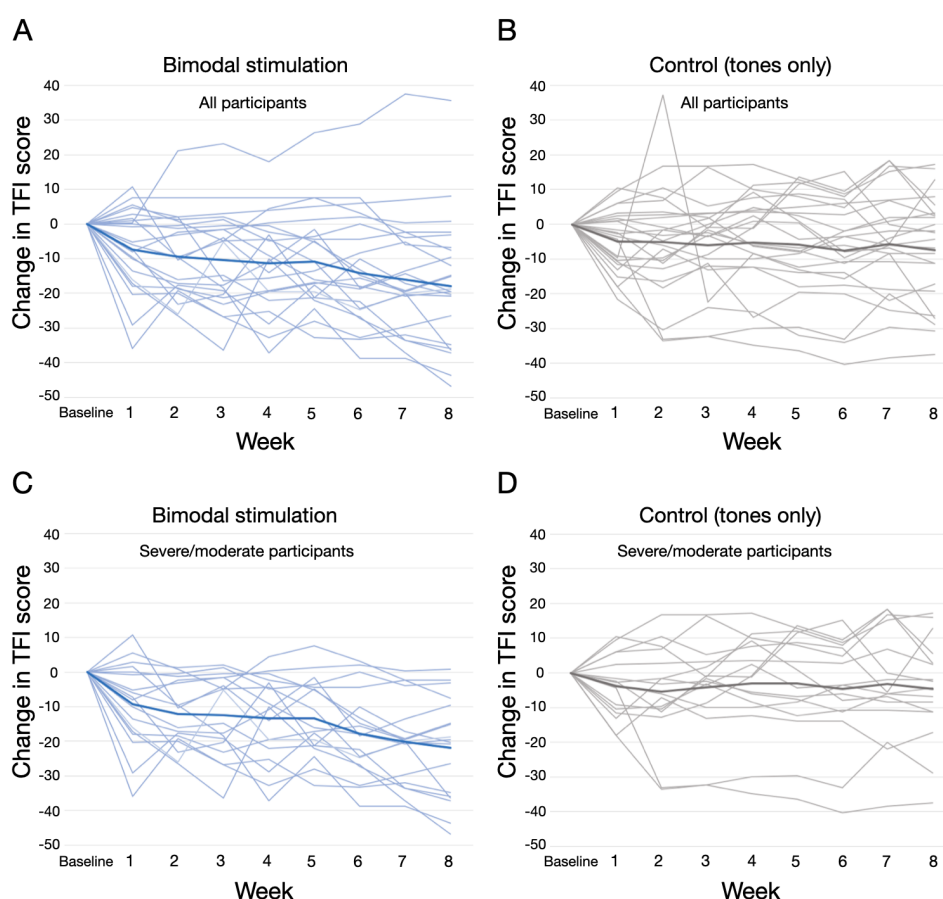 A
Bimodal stimulation
All participants
Change in TFI score
40
30
20
10
0
-10
-20
-30
-40
-50
Baseline 1 2 3 4 5 6 7 8
Week
B
Control (tones only)
All participants
Change in TFI score
40
30
20
10
0
-10
-20
-30
-40
-50
Baseline 1 2 3 4 5 6 7 8
Week
C
Bimodal stimulation
Severe/moderate participants
Change in TFI score
40
30
20
10
0
-10
-20
-30
-40
-50
Baseline 1 2 3 4 5 6 7 8
Week
D
Control (tones only)
Severe/moderate participants
Change in TFI score
40
30
20
10
0
-10
-20
-30
-40
-50
Baseline 1 2 3 4 5 6 7 8
Week